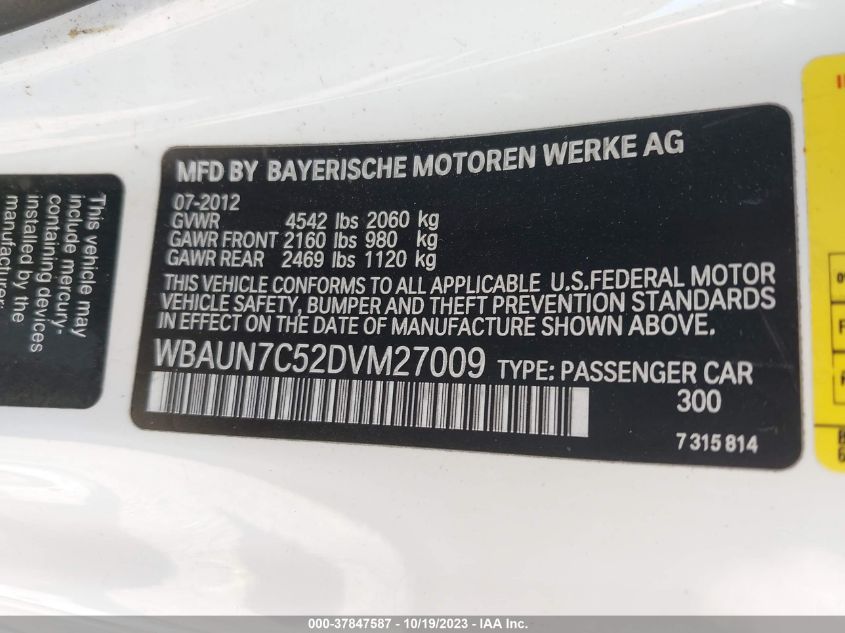 This vehicle may
include mercury-
containing devices
installed by the
manufacturer:
MFD BY BAYERISCHE MOTOREN WERKE AG
07-2012
GVWR 4542 lbs 2060 kg
GAWR FRONT 2160 lbs 980 kg
GAWR REAR 2469 lbs 1120 kg
THIS VEHICLE CONFORMS TO ALL APPLICABLE U.S.FEDERAL MOTOR
VEHICLE SAFETY, BUMPER AND THEFT PREVENTION STANDARDS
IN EFFECT ON THE DATE OF MANUFACTURE SHOWN ABOVE.
WBAUN7C52DVM27009 TYPE: PASSENGER CAR
300
7 315 814
000-37847587 - 10/19/2023 - IAA Inc.